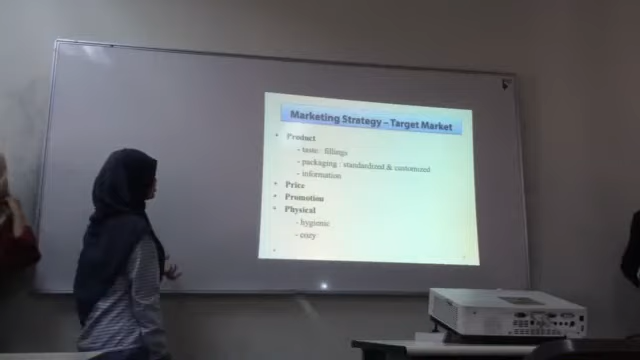 Marketing Strategy – Target Market
• Product
- taste: fillings
- packaging : standardized & customized
- information
• Price
• Promotion
• Physical
- hygienic
- cozy